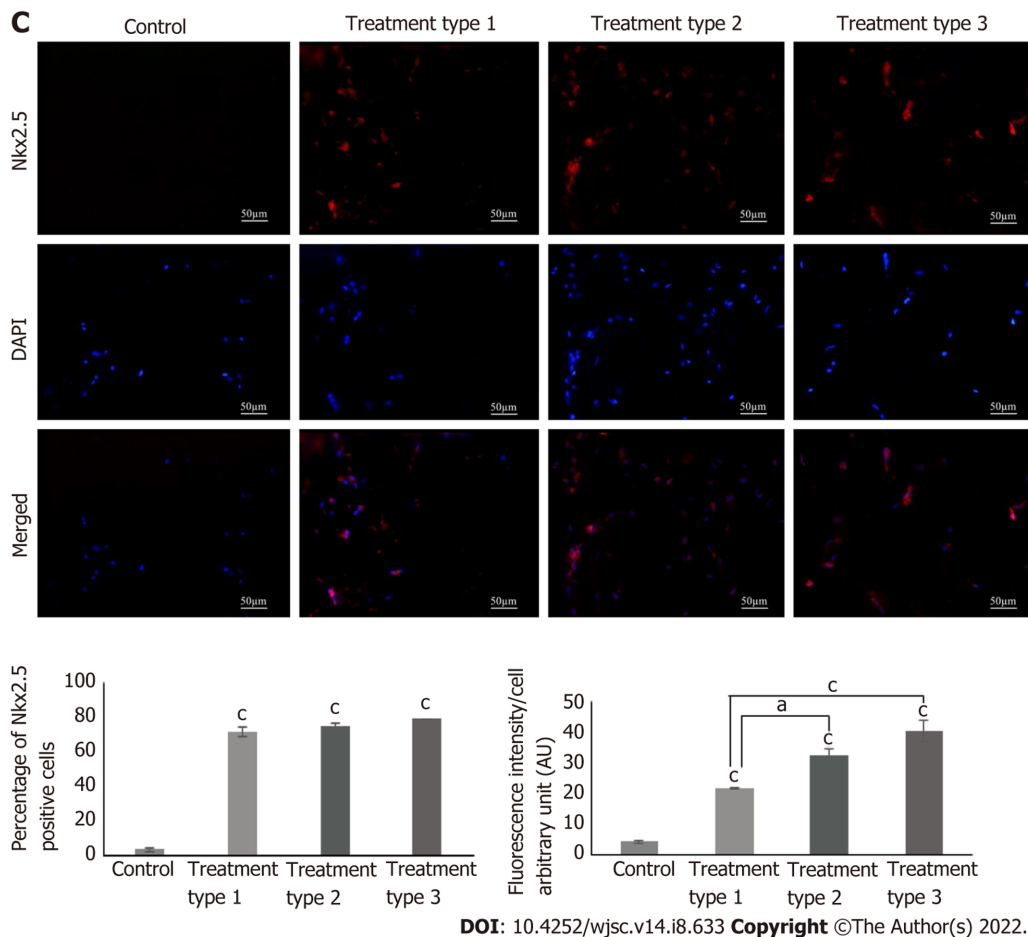 C
Control Treatment type 1 Treatment type 2 Treatment type 3
Nkx2.5
50µm 50µm 50µm 50µm
DAPI
50µm 50µm 50µm 50µm
Merged
50µm 50µm 50µm 50µm
Percentage of Nkx2.5
positive cells
100
80
60
40
20
0
c c c
Control Treatment Treatment Treatment
type 1 type 2 type 3
Fluorescence intensity/cell
arbitrary unit (AU)
50
40
30
20
10
0
c
a
c c c
Control Treatment Treatment Treatment
type 1 type 2 type 3
DOI: 10.4252/wjsc.v14.i8.633 Copyright ©The Author(s) 2022.